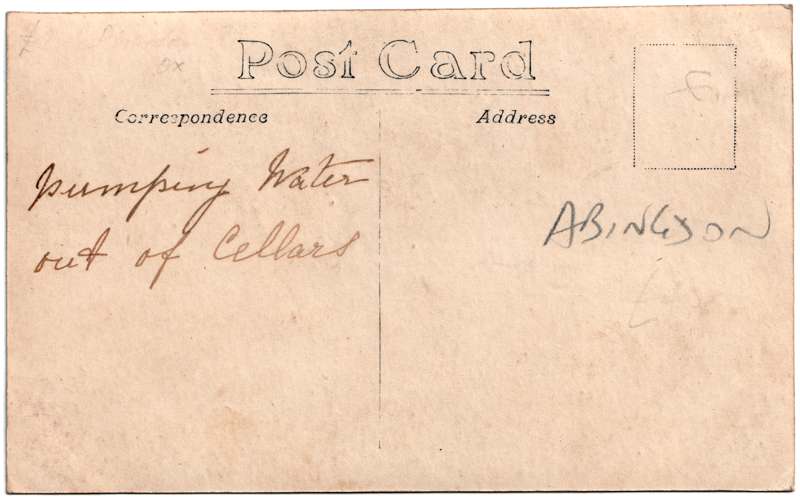 Post Card
Correspondence
Address
pumping Water
out of Cellars
ABINGDON